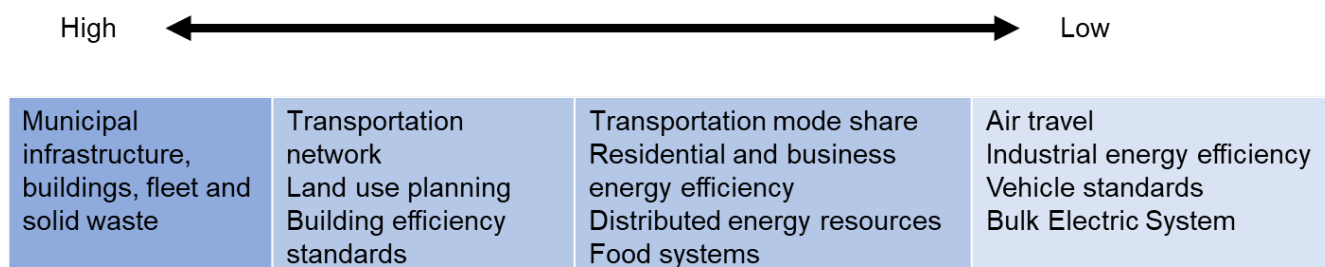 High
Low
Municipal
infrastructure,
buildings, fleet and
solid waste
Transportation
network
Land use planning
Building efficiency
standards
Transportation mode share
Residential and business
energy efficiency
Distributed energy resources
Food systems
Air travel
Industrial energy efficiency
Vehicle standards
Bulk Electric System